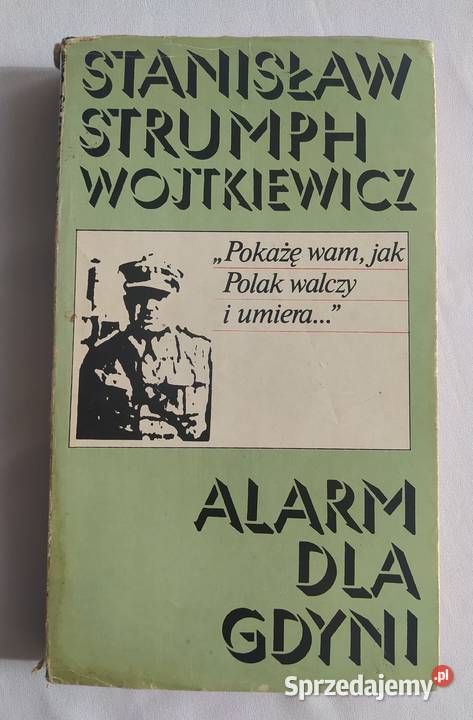 STANISŁAW
STRUMPH
WOJTKIEWICZ
„Pokażę wam, jak
Polak walczy
i umiera..."
ALARM
DLA
GDYNI
Sprzedajemy.pl